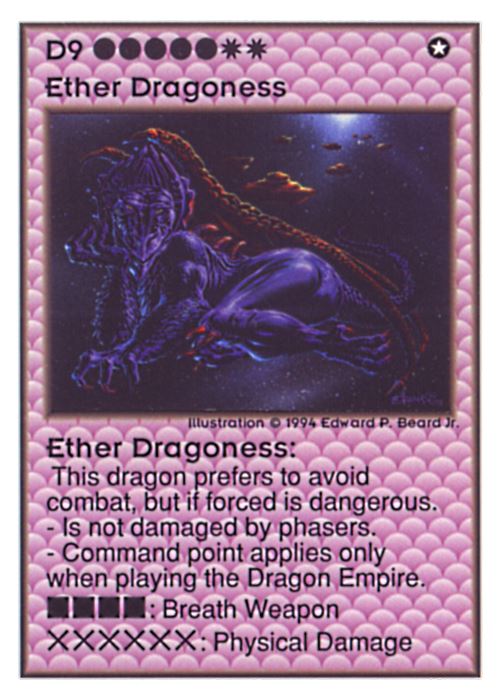 D9
Ether Dragoness
Illustration © 1994 Edward P. Beard Jr.
Ether Dragoness:
This dragon prefers to avoid
combat, but if forced is dangerous.
- Is not damaged by phasers.
- Command point applies only
when playing the Dragon Empire.
: Breath Weapon
XXXXXX: Physical Damage